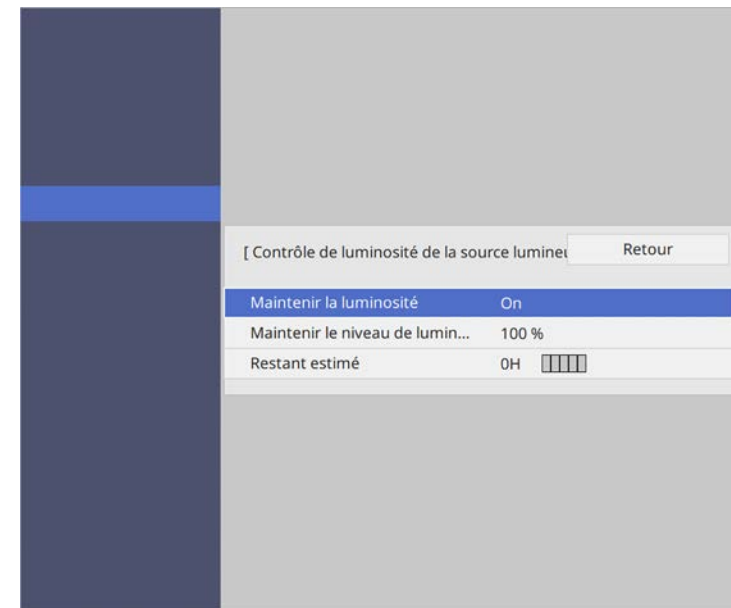 [ Contrôle de luminosité de la source lumineu
Retour
Maintenir la luminosité On
Maintenir le niveau de lumin... 100 %
Restant estimé 0H